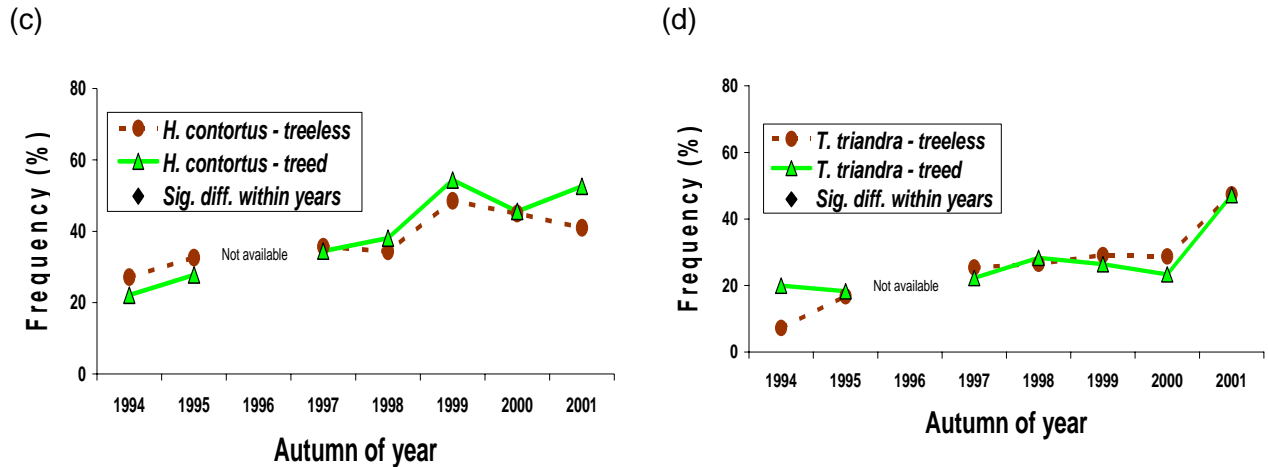 (c)
80
60
40
20
0
Frequency (%)
H. contortus - treeless
H. contortus - treed
Sig. diff. within years
Not available
1994 1995 1996 1997 1998 1999 2000 2001
Autumn of year
(d)
80
60
40
20
0
Frequency (%)
T. triandra - treeless
T. triandra - treed
Sig. diff. within years
Not available
1994 1995 1996 1997 1998 1999 2000 2001
Autumn of year